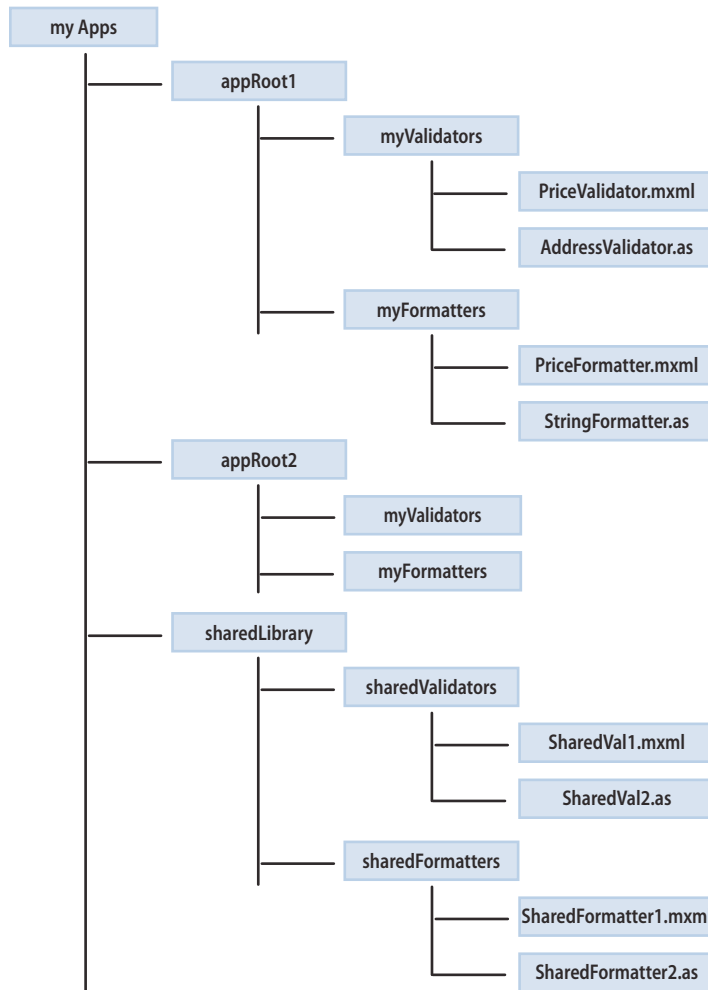 my Apps
appRoot1
myValidators
PriceValidator.mxml
AddressValidator.as
myFormatters
PriceFormatter.mxml
StringFormatter.as
appRoot2
myValidators
myFormatters
sharedLibrary
sharedValidators
SharedVal1.mxml
SharedVal2.as
sharedFormatters
SharedFormatter1.mxm
SharedFormatter2.as